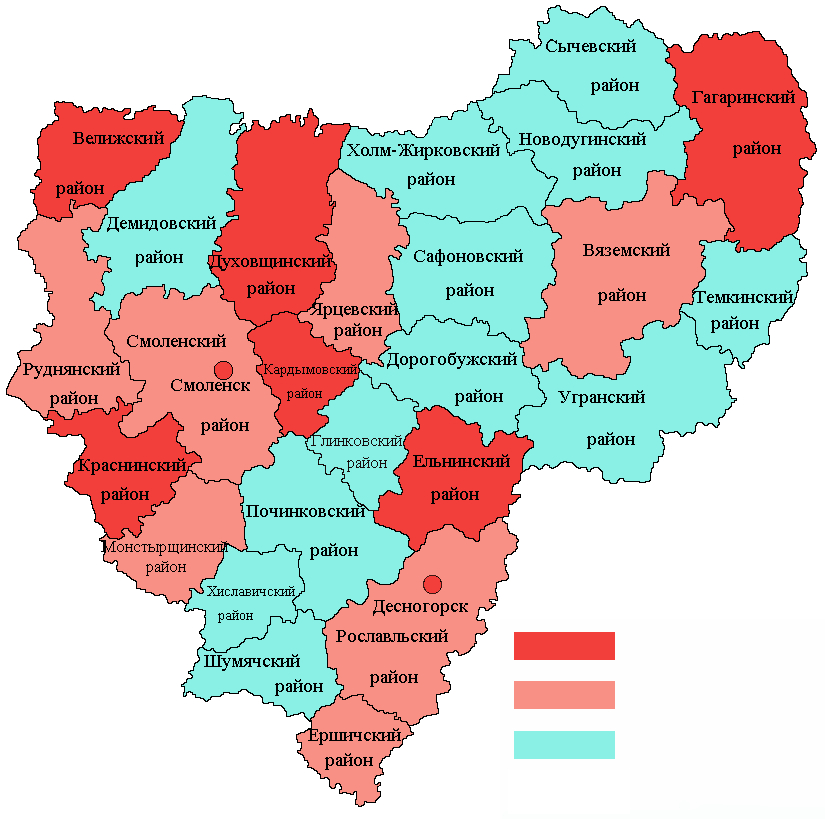 Сычевский
район
Гагаринский
район
Велижский
район
Новодугинский
район
Холм-Жирковский
район
Демидовский
район
Духовщинский
район
Сафоновский
район
Вяземский
район
Темкинский
район
Ярцевский
район
Смоленский
Смоленск
район
Руднянский
район
Кардымовский
район
Дорогобужский
район
Угранский
район
Глинковский
район
Краснинский
район
Ельнинский
район
Починковский
район
Монстырщинский
район
Хиславичский
район
Десногорск
Рославльский
район
Шумячский
район
Ершичский
район